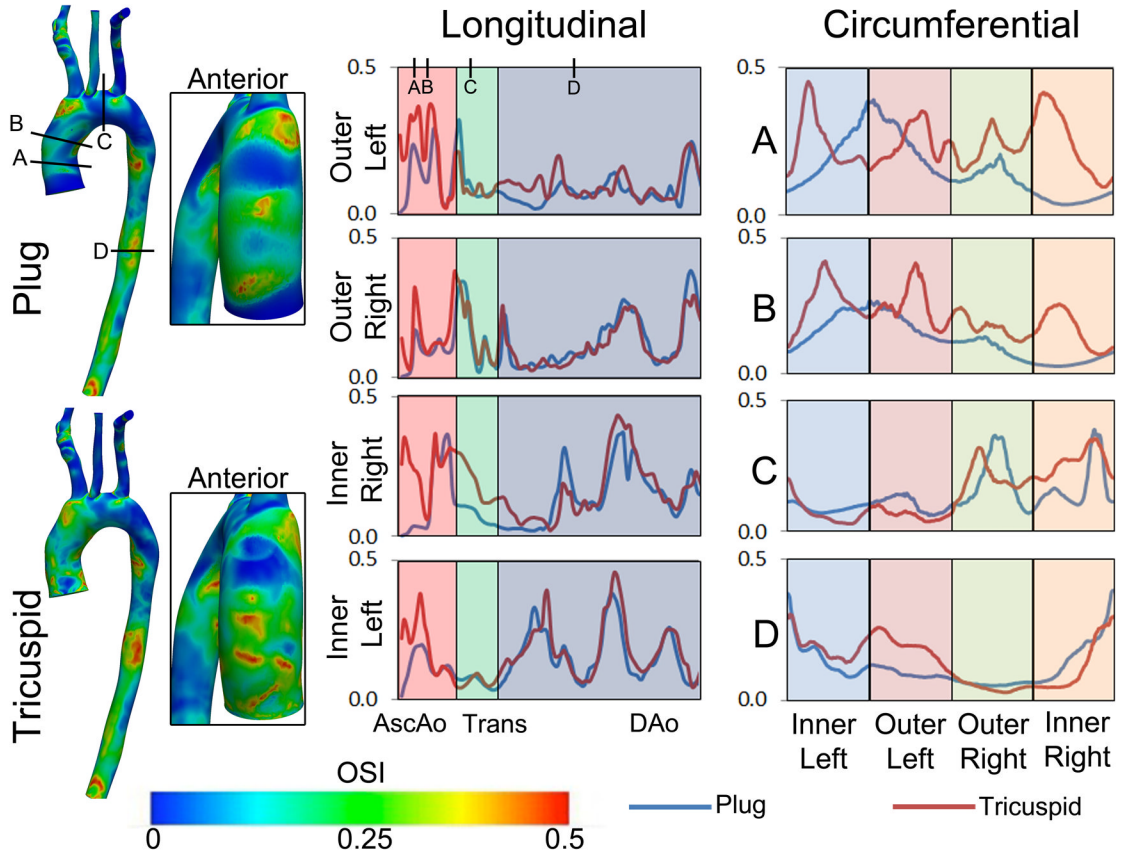 Longitudinal
Circumferential
Anterior
B
A
C
D
Plug
0.5
Outer
Left
0.0
A
B
C
D
0.5
A
0.0
0.5
Outer
Right
0.0
0.5
B
0.0
0.5
Inner
Right
0.0
0.5
C
0.0
Anterior
Tricuspid
0.5
Inner
Left
0.0
0.5
D
0.0
AscAo
Trans
DAo
Inner
Left
Outer
Left
Outer
Right
Inner
Right
OSI
0
0.25
0.5
Plug
Tricuspid